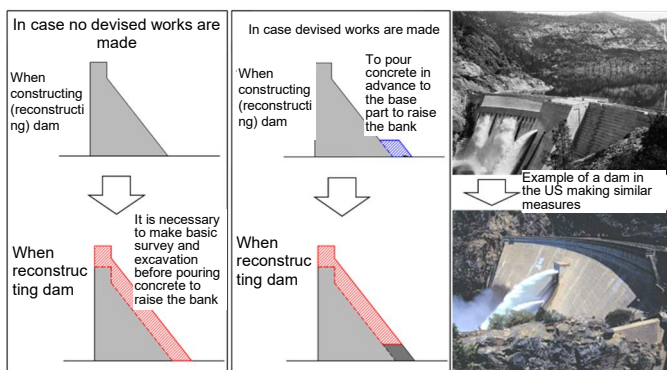 In case no devised works are
made
When
constructing
(reconstructi
ng) dam
It is necessary
to make basic
survey and
excavation
before pouring
concrete to
raise the bank
When
reconstruc
ting dam
In case devised works are made
When
constructing
(reconstructi
ng) dam
To pour
concrete in
advance to
the base
part to raise
the bank
When
reconstruc
ting dam
Example of a dam in
the US making similar
measures